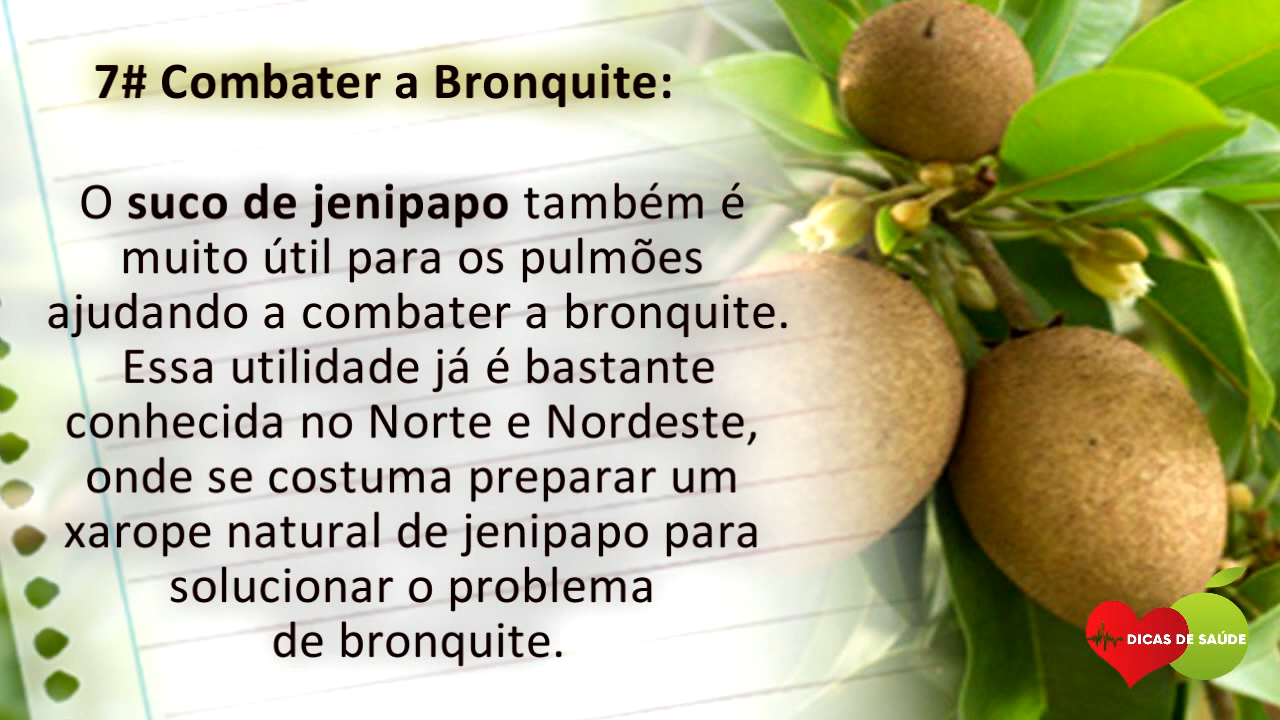 7# Combater a Bronquite:
O suco de jenipapo também é
muito útil para os pulmões
ajudando a combater a bronquite.
Essa utilidade já é bastante
conhecida no Norte e Nordeste,
onde se costuma preparar um
xarope natural de jenipapo para
solucionar o problema
de bronquite.
DICAS DE SAÚDE